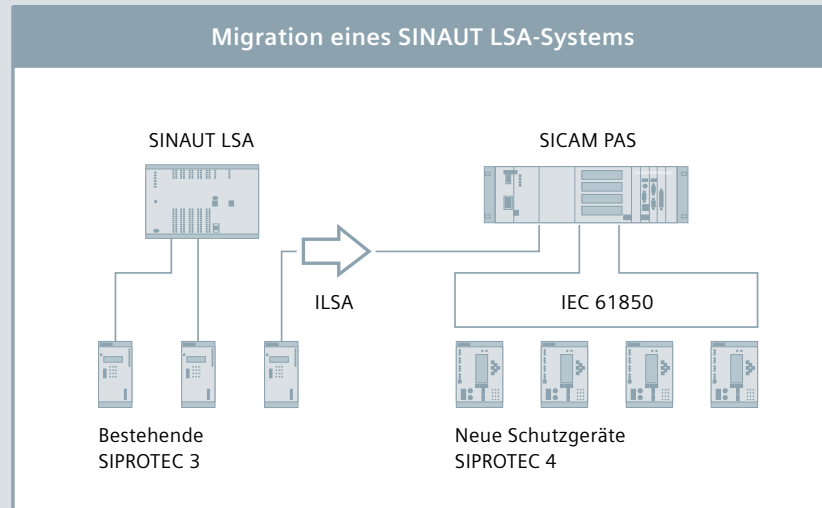 Migration eines SINAUT LSA-Systems
SINAUT LSA
SICAM PAS
ILSA
IEC 61850
Bestehende
SIPROTEC 3
Neue Schutzgeräte
SIPROTEC 4